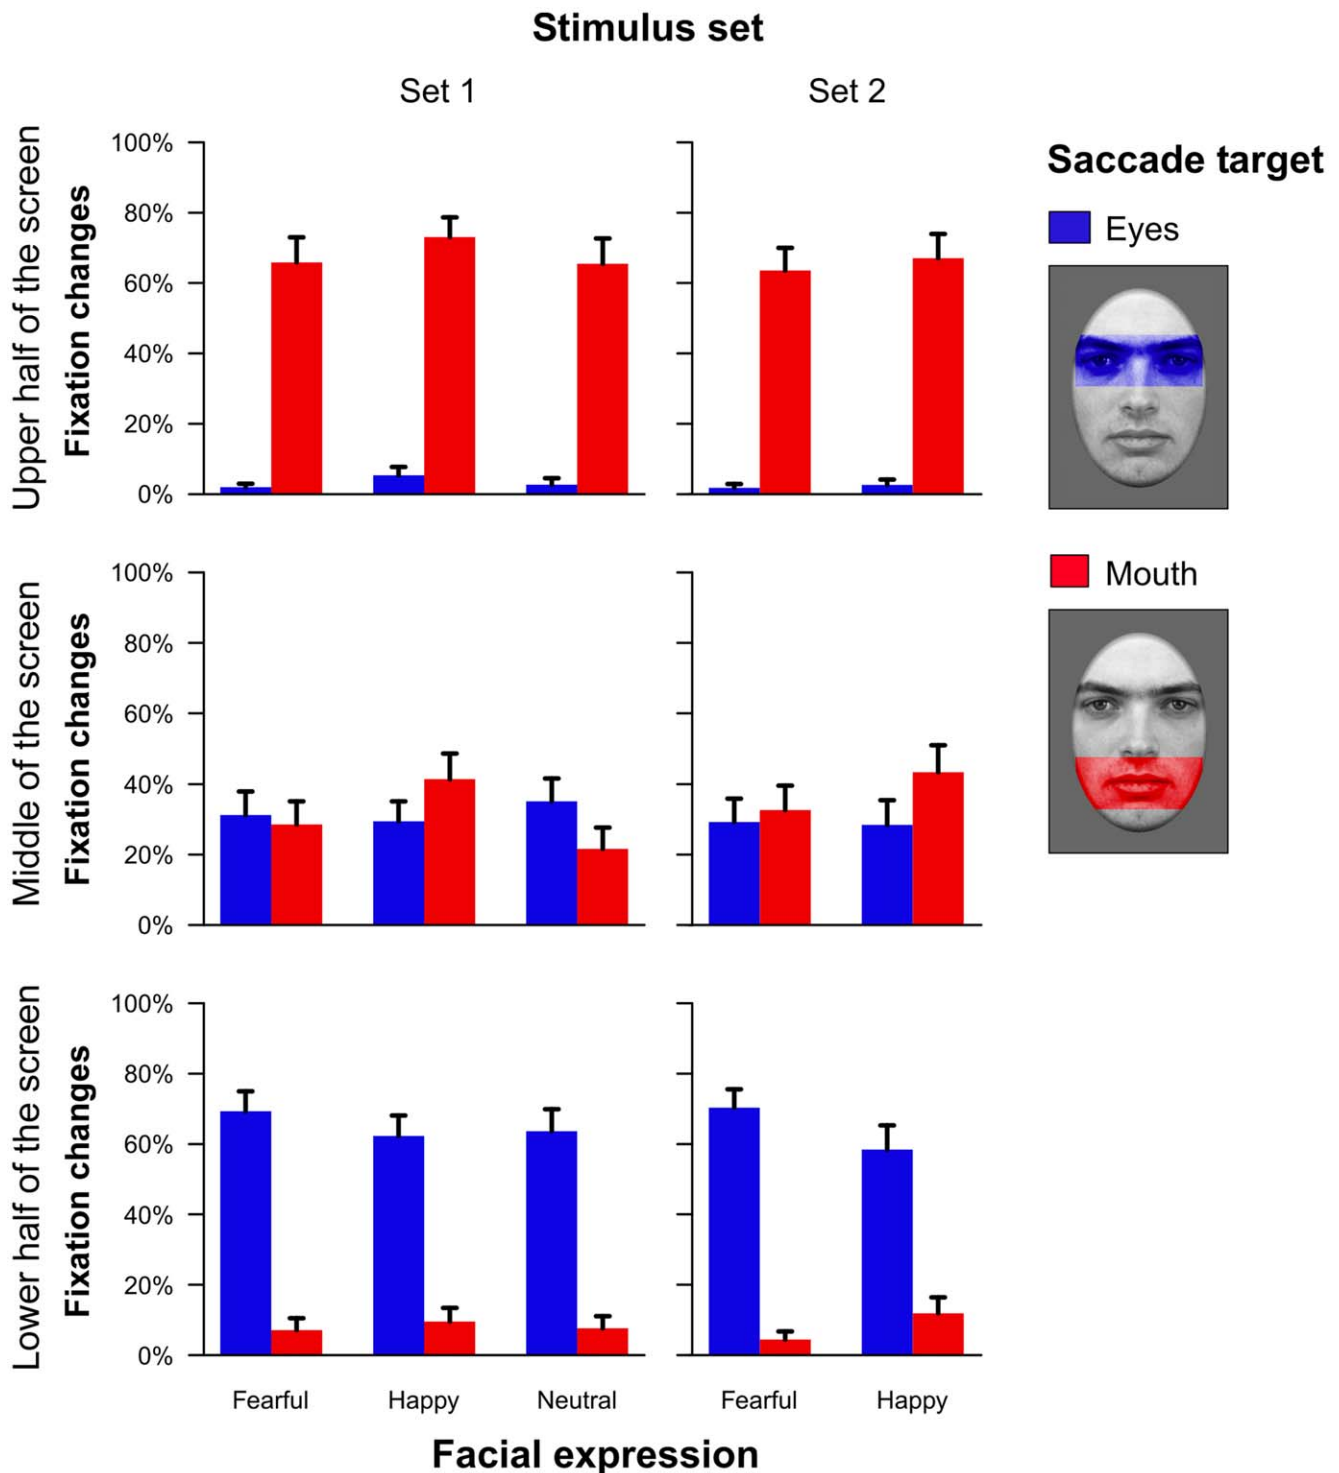 Stimulus set
Set 1
Set 2
Upper half of the screen
Fixation changes
100%
80%
60%
40%
20%
0%
Saccade target
Eyes
Mouth
Middle of the screen
Fixation changes
100%
80%
60%
40%
20%
0%
Lower half of the screen
Fixation changes
100%
80%
60%
40%
20%
0%
Fearful Happy Neutral Fearful Happy
Facial expression